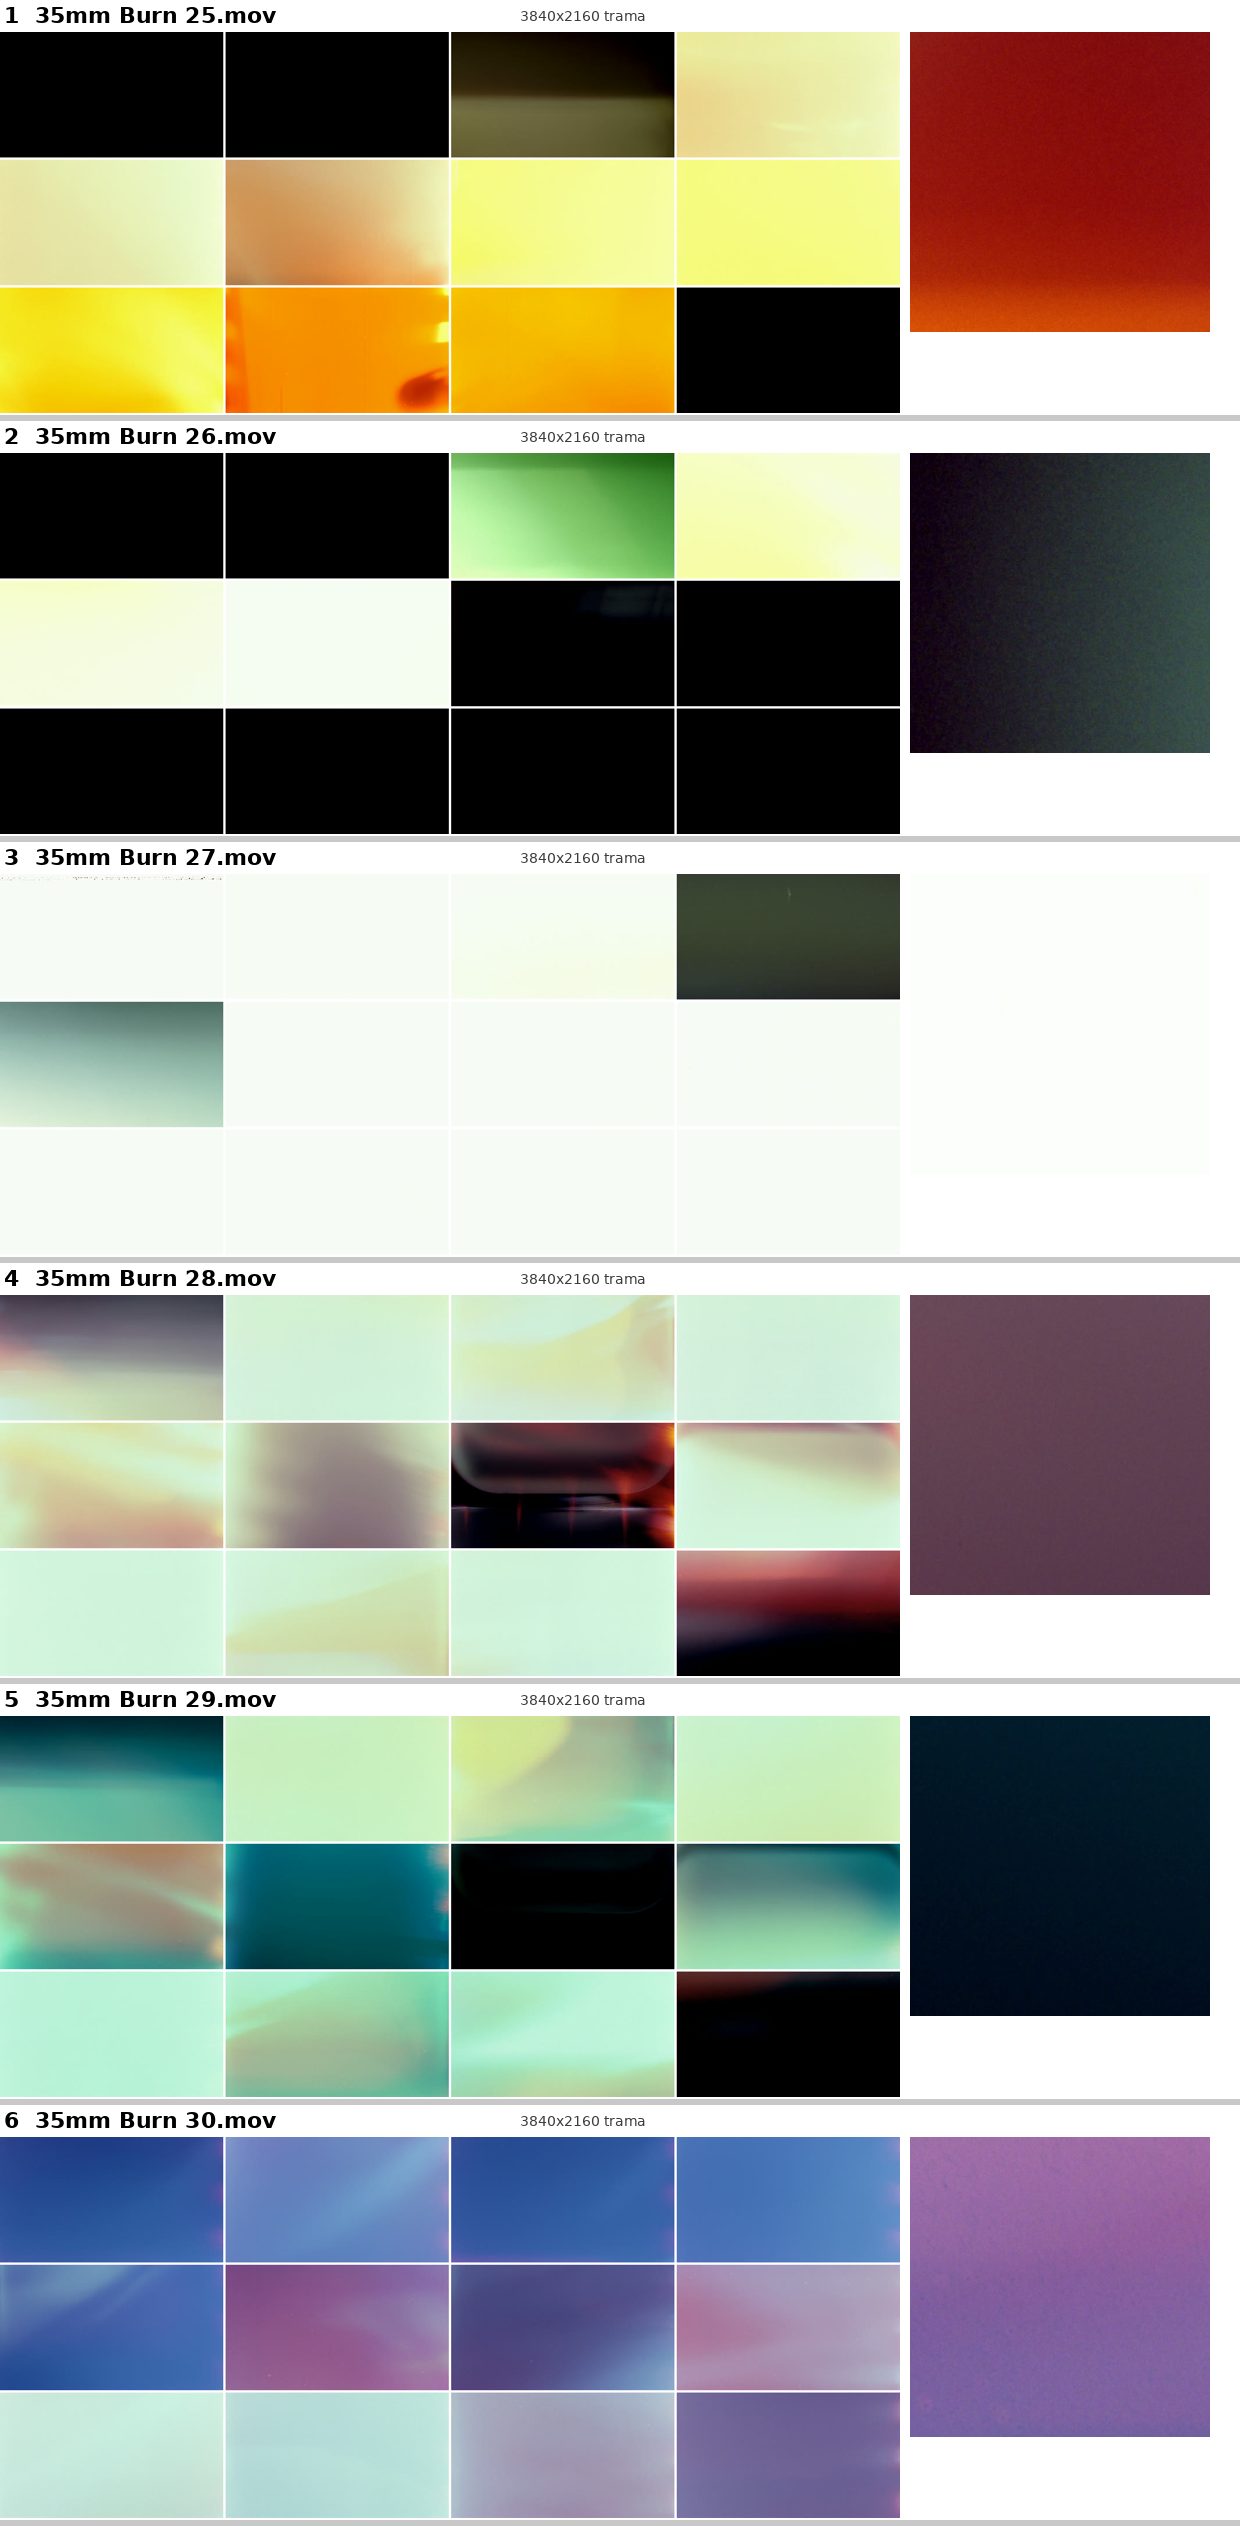 1 35mm Burn 25.mov 3840x2160 trama
2 35mm Burn 26.mov 3840x2160 trama
3 35mm Burn 27.mov 3840x2160 trama
4 35mm Burn 28.mov 3840x2160 trama
5 35mm Burn 29.mov 3840x2160 trama
6 35mm Burn 30.mov 3840x2160 trama